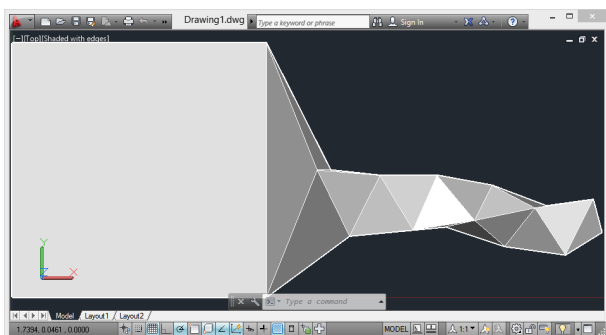 Drawing1.dwg
Type a keyword or phrase
Sign In
[−][Top][Shaded with edges]
Y
Z
X
Type a command
Model
Layout1
Layout2
1.7394, 0.0461 , 0.0000
MODEL
1:1